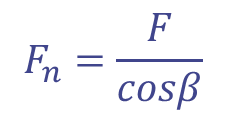 Fₙ = F / cosβ